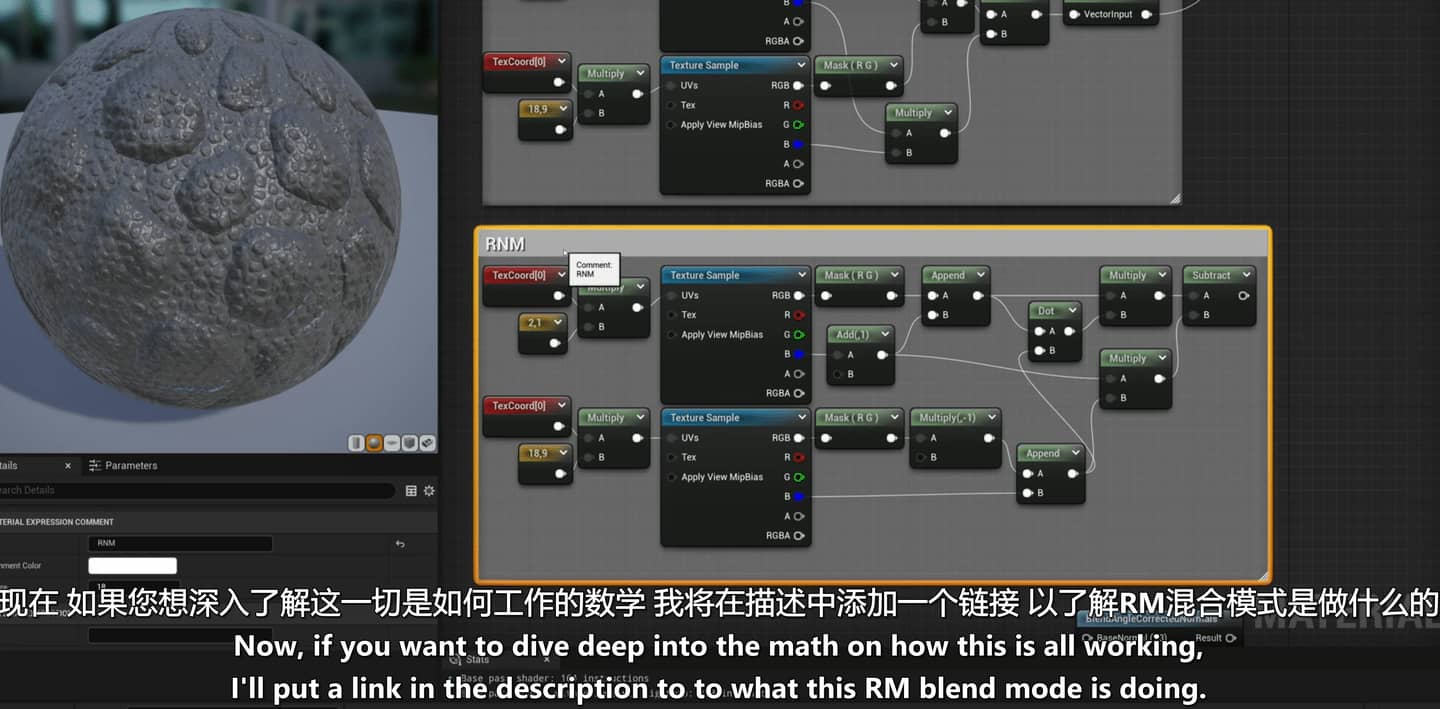 B
A
RGBA
A
B
A
B
VectorInput
TexCoord[0]
Multiply
A
B
18,9
Texture Sample
UVs
Tex
Apply View MipBias
RGB
R
G
B
A
RGBA
Mask ( R G )
Multiply
A
B
RNM
TexCoord[0]
Comment:
RNM
Multiply
A
B
2,1
Texture Sample
UVs
Tex
Apply View MipBias
RGB
R
G
B
A
RGBA
Mask ( R G )
Append
A
B
Add(,1)
A
B
Dot
A
B
Multiply
A
B
Subtract
A
B
Multiply
A
B
TexCoord[0]
Multiply
A
B
18,9
Texture Sample
UVs
Tex
Apply View MipBias
RGB
R
G
B
A
RGBA
Mask ( R G )
Multiply(,-1)
A
B
Append
A
B
tails
Parameters
earch Details
TERIAL EXPRESSION COMMENT
RNM
mment Color
18
现在 如果您想深入了解这一切是如何工作的数学 我将在描述中添加一个链接 以了解RM混合模式是做什么的
BlendAngleCorrectedNormals
Result
MATERIAL
Now, if you want to dive deep into the math on how this is all working,
Stats
I'll put a link in the description to to what this RM blend mode is doing.